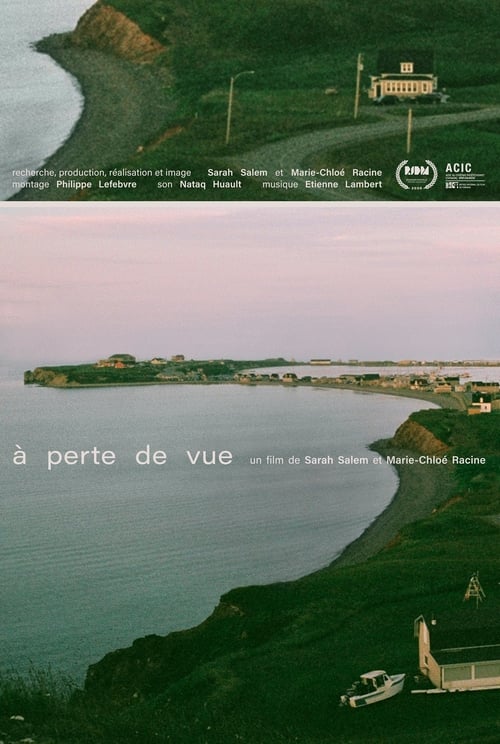 recherche, production, réalisation et image Sarah Salem et Marie-Chloé Racine
montage Philippe Lefebvre son Nataq Huault musique Etienne Lambert
RIDM
ACIC
à perte de vue
un film de Sarah Salem et Marie-Chloé Racine